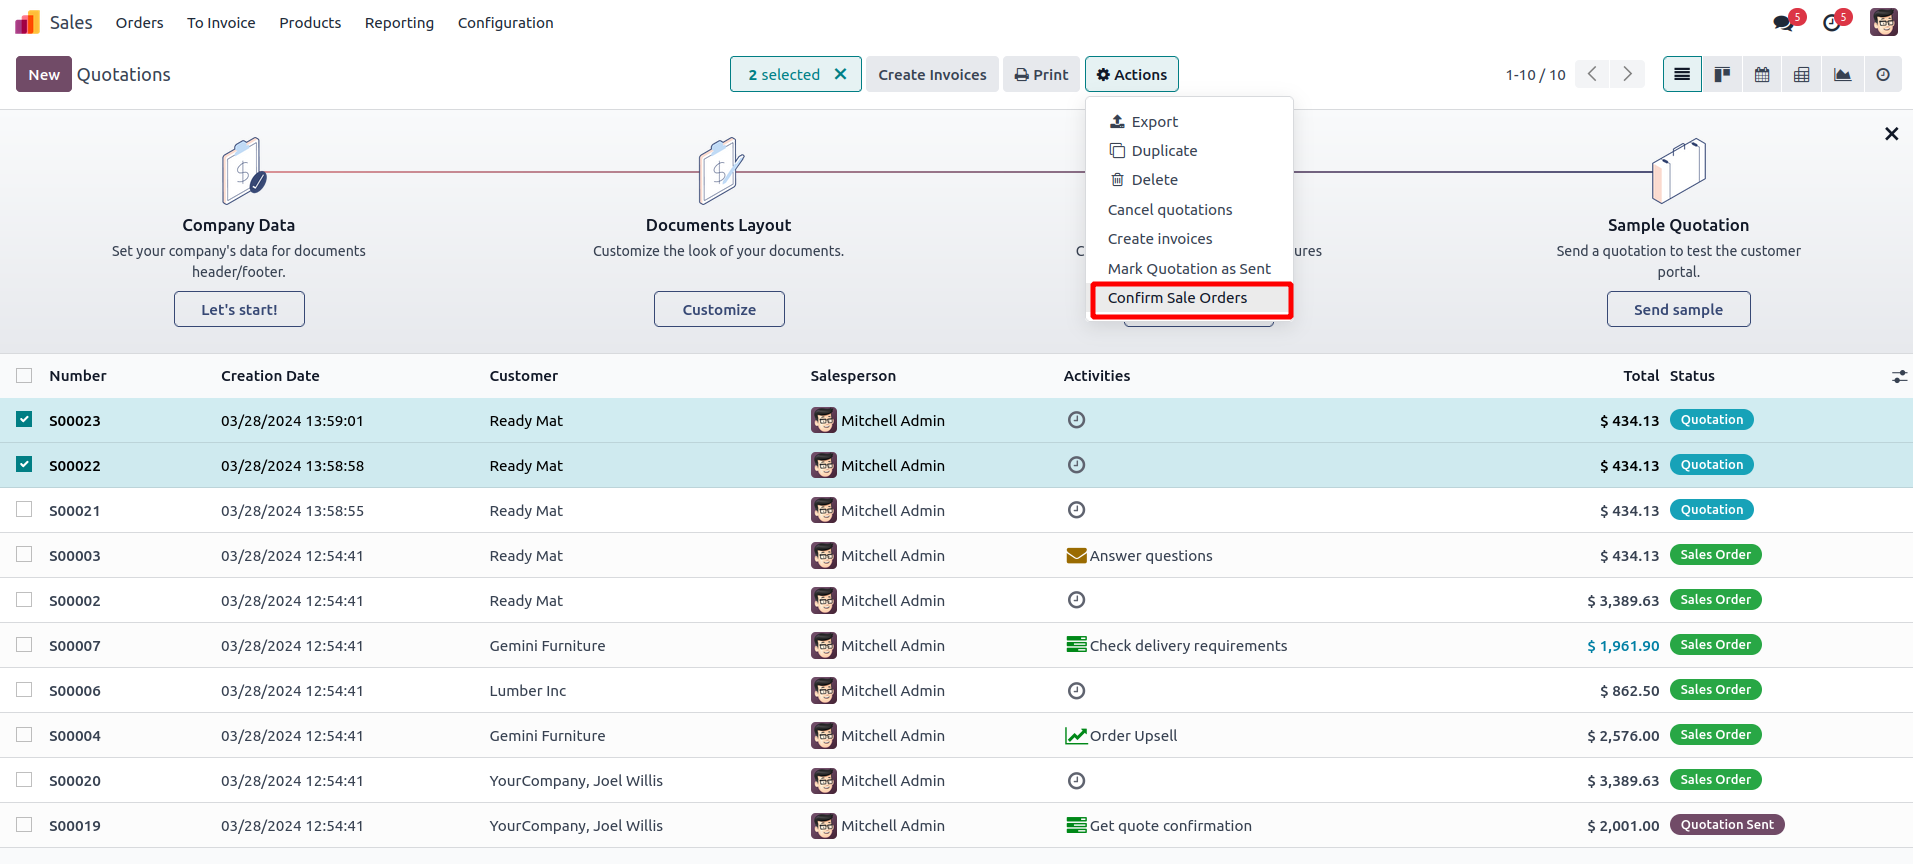 Sales Orders To Invoice Products Reporting Configuration 5 5
New Quotations 2 selected Create Invoices Print Actions 1-10 / 10
Export
Duplicate
Delete
Cancel quotations
Create invoices
Mark Quotation as Sent
Confirm Sale Orders
$ $
Company Data Documents Layout Sample Quotation
Set your company's data for documents Customize the look of your documents. C ures Send a quotation to test the customer
header/footer. portal.
Let's start! Customize Send sample
Number Creation Date Customer Salesperson Activities Total Status
S00023 03/28/2024 13:59:01 Ready Mat Mitchell Admin $ 434.13 Quotation
S00022 03/28/2024 13:58:58 Ready Mat Mitchell Admin $ 434.13 Quotation
S00021 03/28/2024 13:58:55 Ready Mat Mitchell Admin $ 434.13 Quotation
S00003 03/28/2024 12:54:41 Ready Mat Mitchell Admin Answer questions $ 434.13 Sales Order
S00002 03/28/2024 12:54:41 Ready Mat Mitchell Admin $ 3,389.63 Sales Order
S00007 03/28/2024 12:54:41 Gemini Furniture Mitchell Admin Check delivery requirements $ 1,961.90 Sales Order
S00006 03/28/2024 12:54:41 Lumber Inc Mitchell Admin $ 862.50 Sales Order
S00004 03/28/2024 12:54:41 Gemini Furniture Mitchell Admin Order Upsell $ 2,576.00 Sales Order
S00020 03/28/2024 12:54:41 YourCompany, Joel Willis Mitchell Admin $ 3,389.63 Sales Order
S00019 03/28/2024 12:54:41 YourCompany, Joel Willis Mitchell Admin Get quote confirmation $ 2,001.00 Quotation Sent